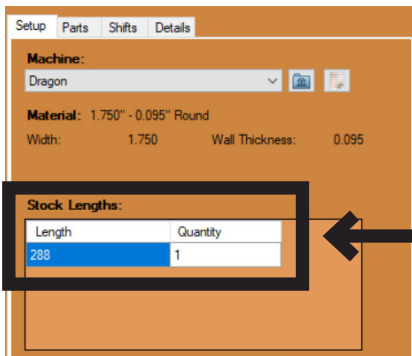 Setup Parts Shifts Details
Machine:
Dragon
Material: 1.750" - 0.095" Round
Width: 1.750 Wall Thickness: 0.095
Stock Lengths:
Length Quantity
288 1